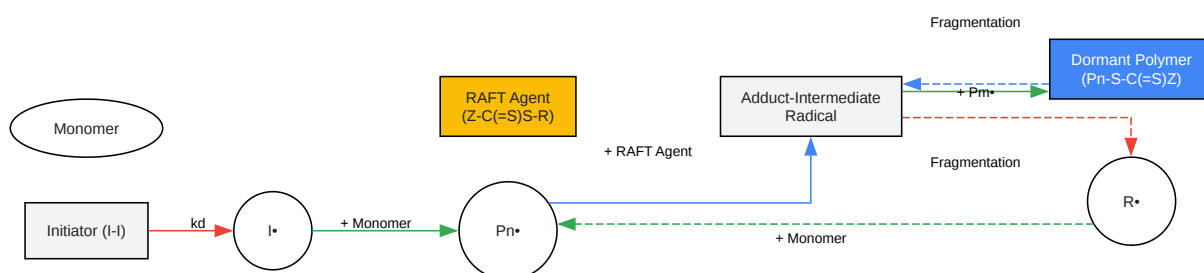 Fragmentation
Dormant Polymer
(Pn-S-C(=S)Z)
RAFT Agent
(Z-C(=S)S-R)
Adduct-Intermediate
Radical
+ Pm•
Monomer
+ RAFT Agent
Fragmentation
Initiator (I-I)
kd
I•
+ Monomer
Pn•
+ Monomer
R•